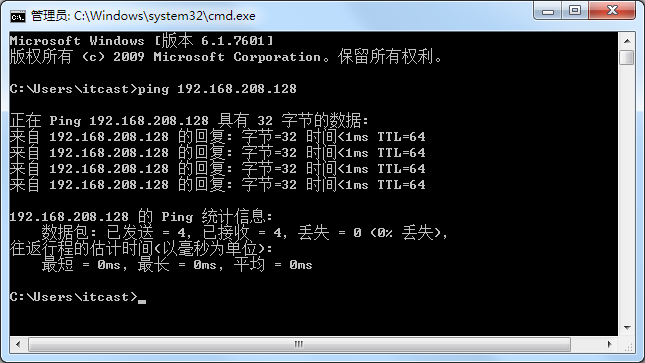 管理员: C:\Windows\system32\cmd.exe
Microsoft Windows [版本 6.1.7601]
版权所有 (c) 2009 Microsoft Corporation。保留所有权利。
C:\Users\itcast>ping 192.168.208.128
正在 Ping 192.168.208.128 具有 32 字节的数据:
来自 192.168.208.128 的回复: 字节=32 时间<1ms TTL=64
来自 192.168.208.128 的回复: 字节=32 时间<1ms TTL=64
来自 192.168.208.128 的回复: 字节=32 时间<1ms TTL=64
来自 192.168.208.128 的回复: 字节=32 时间<1ms TTL=64
192.168.208.128 的 Ping 统计信息:
数据包: 已发送 = 4, 已接收 = 4, 丢失 = 0 (0% 丢失),
往返行程的估计时间(以毫秒为单位):
最短 = 0ms, 最长 = 0ms, 平均 = 0ms
C:\Users\itcast>